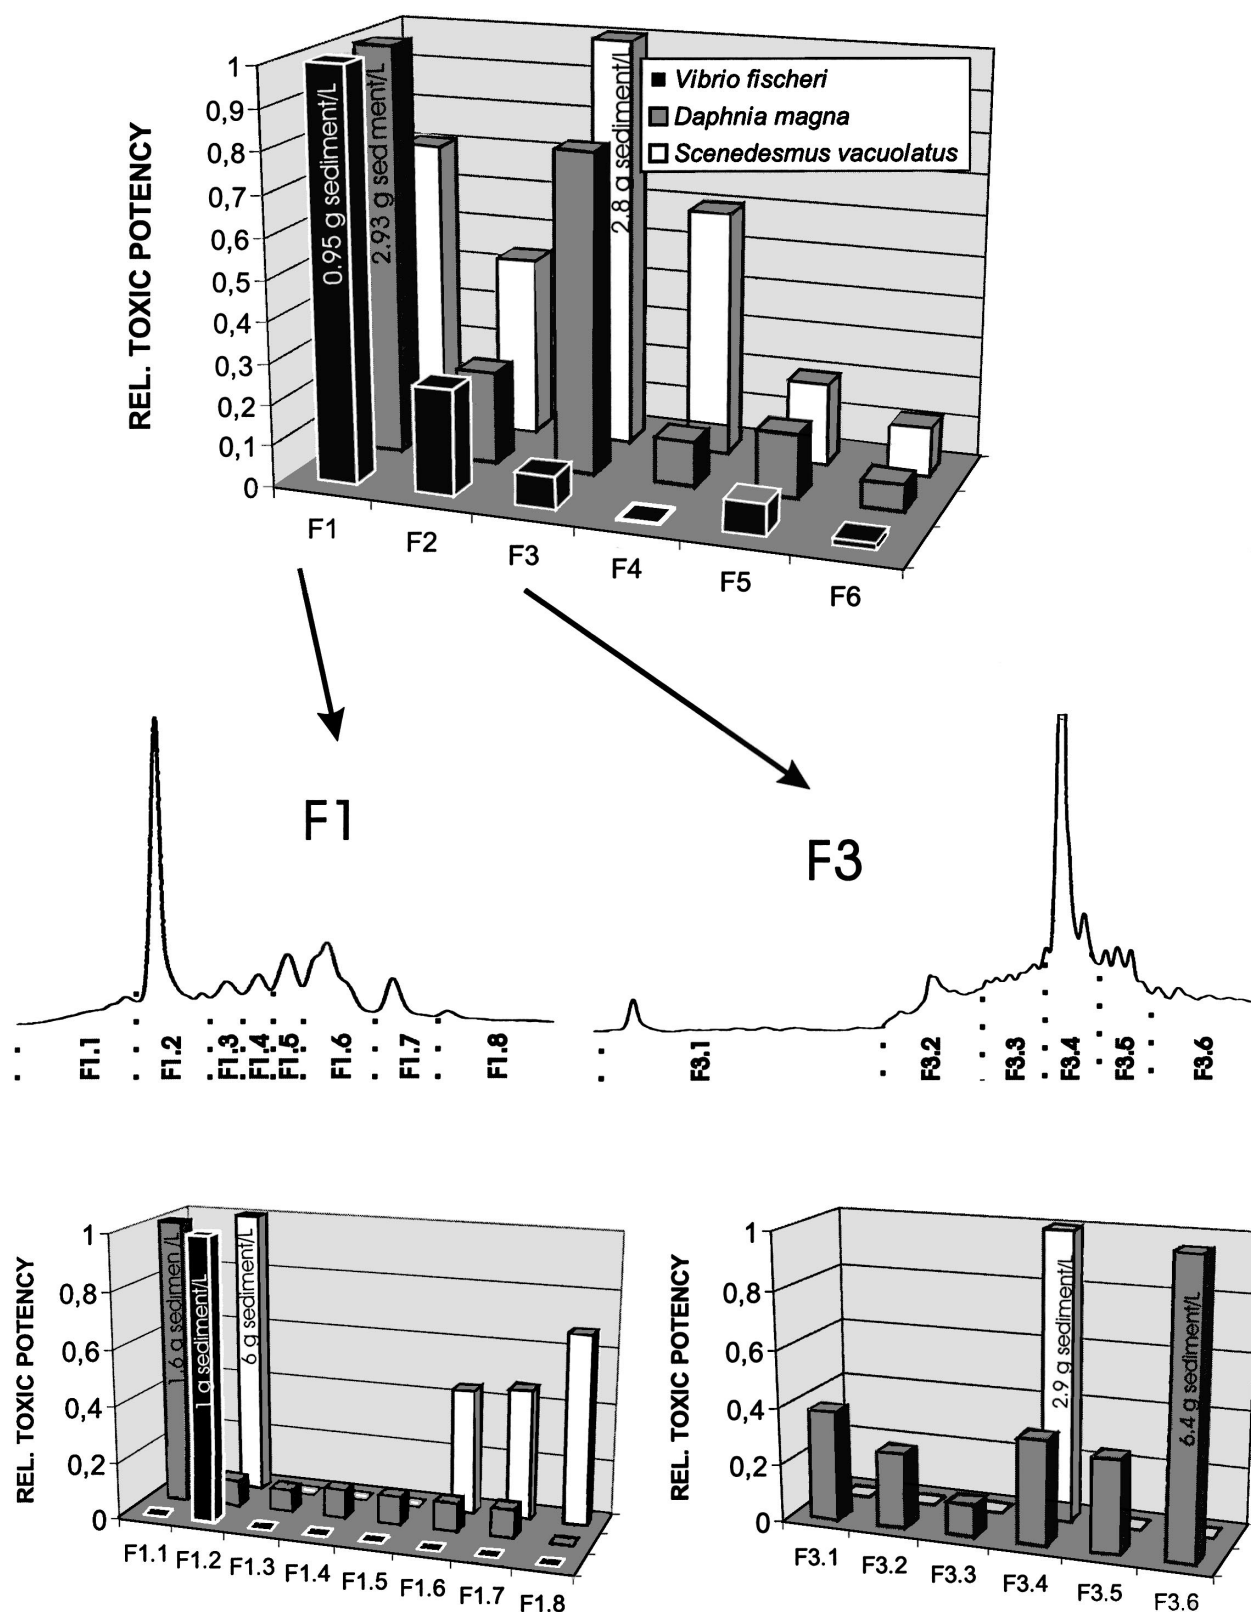 REL. TOXIC POTENCY
1
0,9
0,8
0,7
0,6
0,5
0,4
0,3
0,2
0,1
0
0.95 g sediment/L
2.93 g sed ment/L
2.8 g sediment/L
Vibrio fischeri
Daphnia magna
Scenedesmus vacuolatus
F1
F2
F3
F4
F5
F6
F1
F3
F1.1
F1.2
F1.3
F1.4
F1.5
F1.6
F1.7
F1.8
F3.1
F3.2
F3.3
F3.4
F3.5
F3.6
REL. TOXIC POTENCY
1
0,8
0,6
0,4
0,2
0
1,6 g sedimen /L
1 g sediment/L
6 g sediment/L
F1.1
F1.2
F1.3
F1.4
F1.5
F1.6
F1.7
F1.8
REL. TOXIC POTENCY
1
0,8
0,6
0,4
0,2
0
2.9 g sediment/L
6.4 g sediment/L
F3.1
F3.2
F3.3
F3.4
F3.5
F3.6